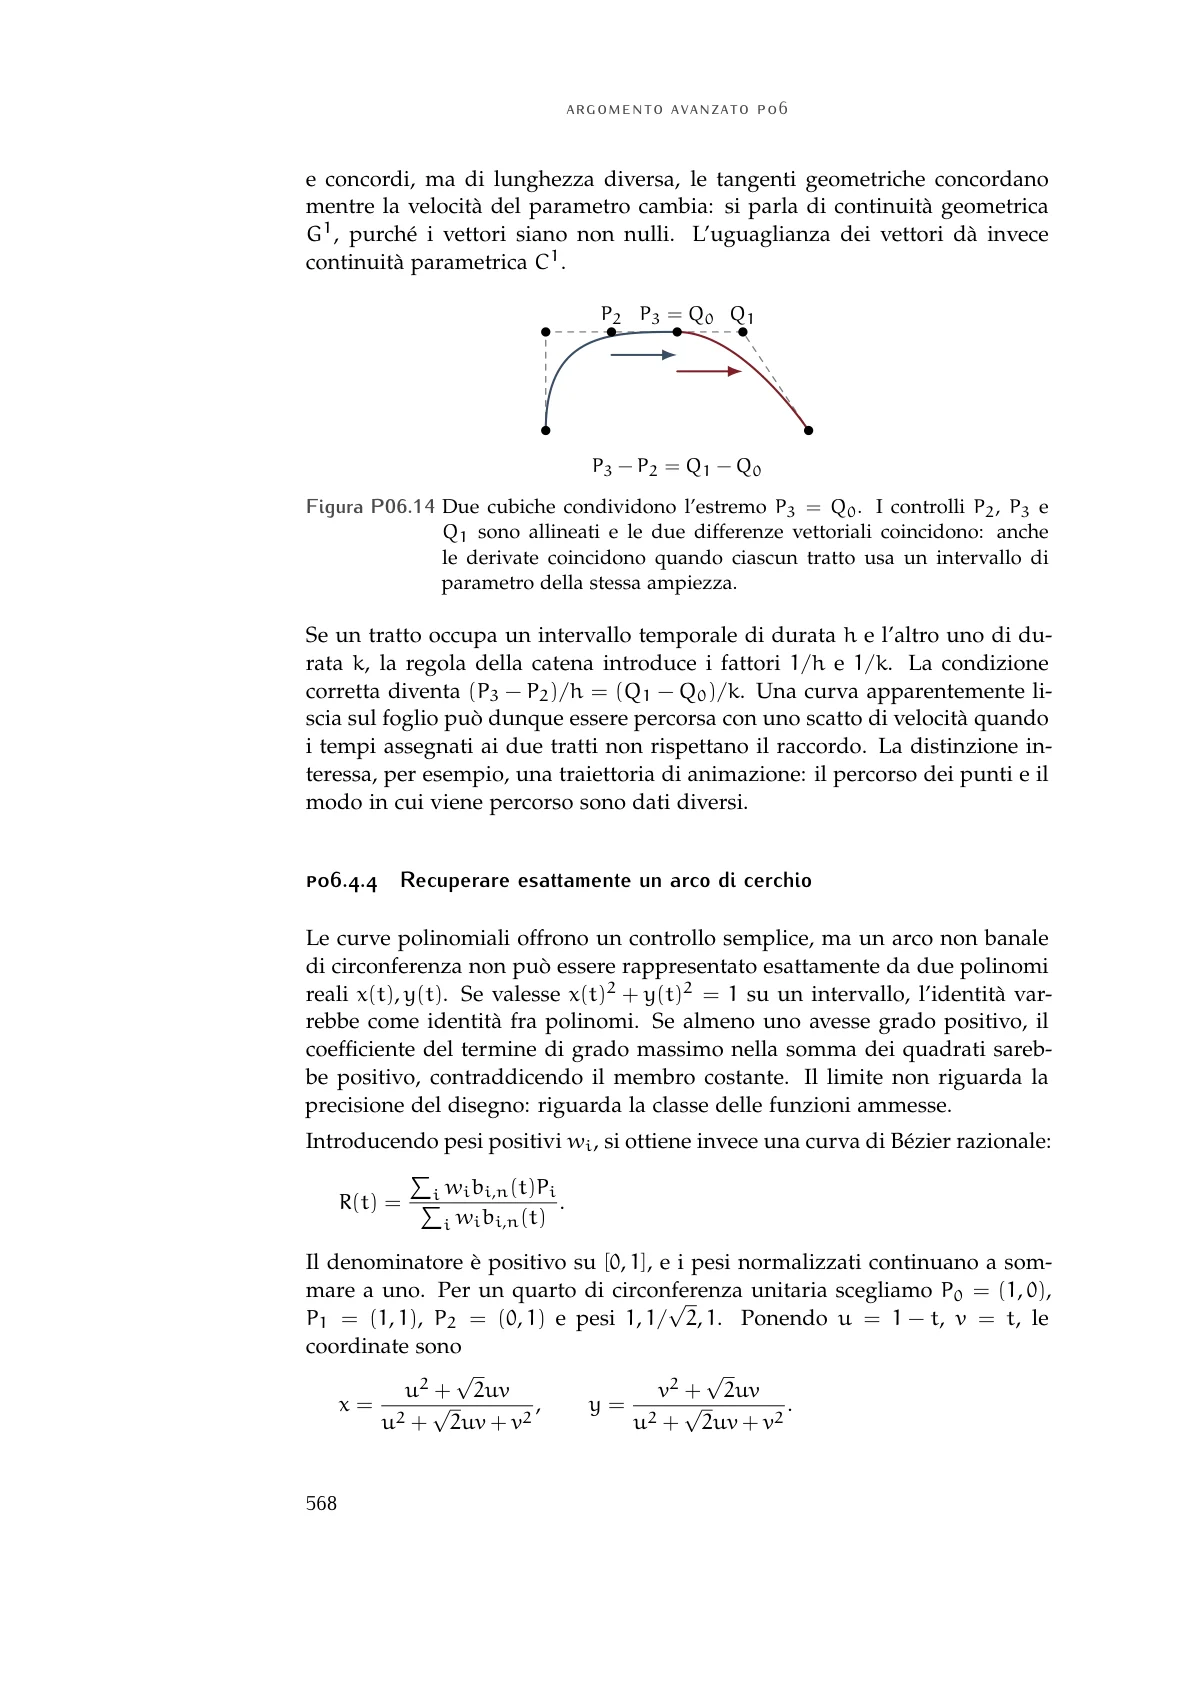 ARGOMENTO AVANZATO P06
e concordi, ma di lunghezza diversa, le tangenti geometriche concordano
mentre la velocità del parametro cambia: si parla di continuità geometrica
G¹, purché i vettori siano non nulli. L'uguaglianza dei vettori dà invece
continuità parametrica C¹.
P₂ P₃ = Q₀ Q₁
P₃ − P₂ = Q₁ − Q₀
Figura P06.14 Due cubiche condividono l'estremo P₃ = Q₀. I controlli P₂, P₃ e
Q₁ sono allineati e le due differenze vettoriali coincidono: anche
le derivate coincidono quando ciascun tratto usa un intervallo di
parametro della stessa ampiezza.
Se un tratto occupa un intervallo temporale di durata h e l'altro uno di du-
rata k, la regola della catena introduce i fattori 1/h e 1/k. La condizione
corretta diventa (P₃ − P₂)/h = (Q₁ − Q₀)/k. Una curva apparentemente li-
scia sul foglio può dunque essere percorsa con uno scatto di velocità quando
i tempi assegnati ai due tratti non rispettano il raccordo. La distinzione in-
teressa, per esempio, una traiettoria di animazione: il percorso dei punti e il
modo in cui viene percorso sono dati diversi.
P06.4.4 Recuperare esattamente un arco di cerchio
Le curve polinomiali offrono un controllo semplice, ma un arco non banale
di circonferenza non può essere rappresentato esattamente da due polinomi
reali x(t), y(t). Se valesse x(t)² + y(t)² = 1 su un intervallo, l'identità var-
rebbe come identità fra polinomi. Se almeno uno avesse grado positivo, il
coefficiente del termine di grado massimo nella somma dei quadrati sareb-
be positivo, contraddicendo il membro costante. Il limite non riguarda la
precisione del disegno: riguarda la classe delle funzioni ammesse.
Introducendo pesi positivi wᵢ, si ottiene invece una curva di Bézier razionale:
R(t) = ∑ᵢ wᵢbᵢ,ₙ(t)Pᵢ / ∑ᵢ wᵢbᵢ,ₙ(t).
Il denominatore è positivo su [0, 1], e i pesi normalizzati continuano a som-
mare a uno. Per un quarto di circonferenza unitaria scegliamo P₀ = (1, 0),
P₁ = (1, 1), P₂ = (0, 1) e pesi 1, 1/√2, 1. Ponendo u = 1 − t, v = t, le
coordinate sono
x = (u² + √2uv) / (u² + √2uv + v²), y = (v² + √2uv) / (u² + √2uv + v²).
568